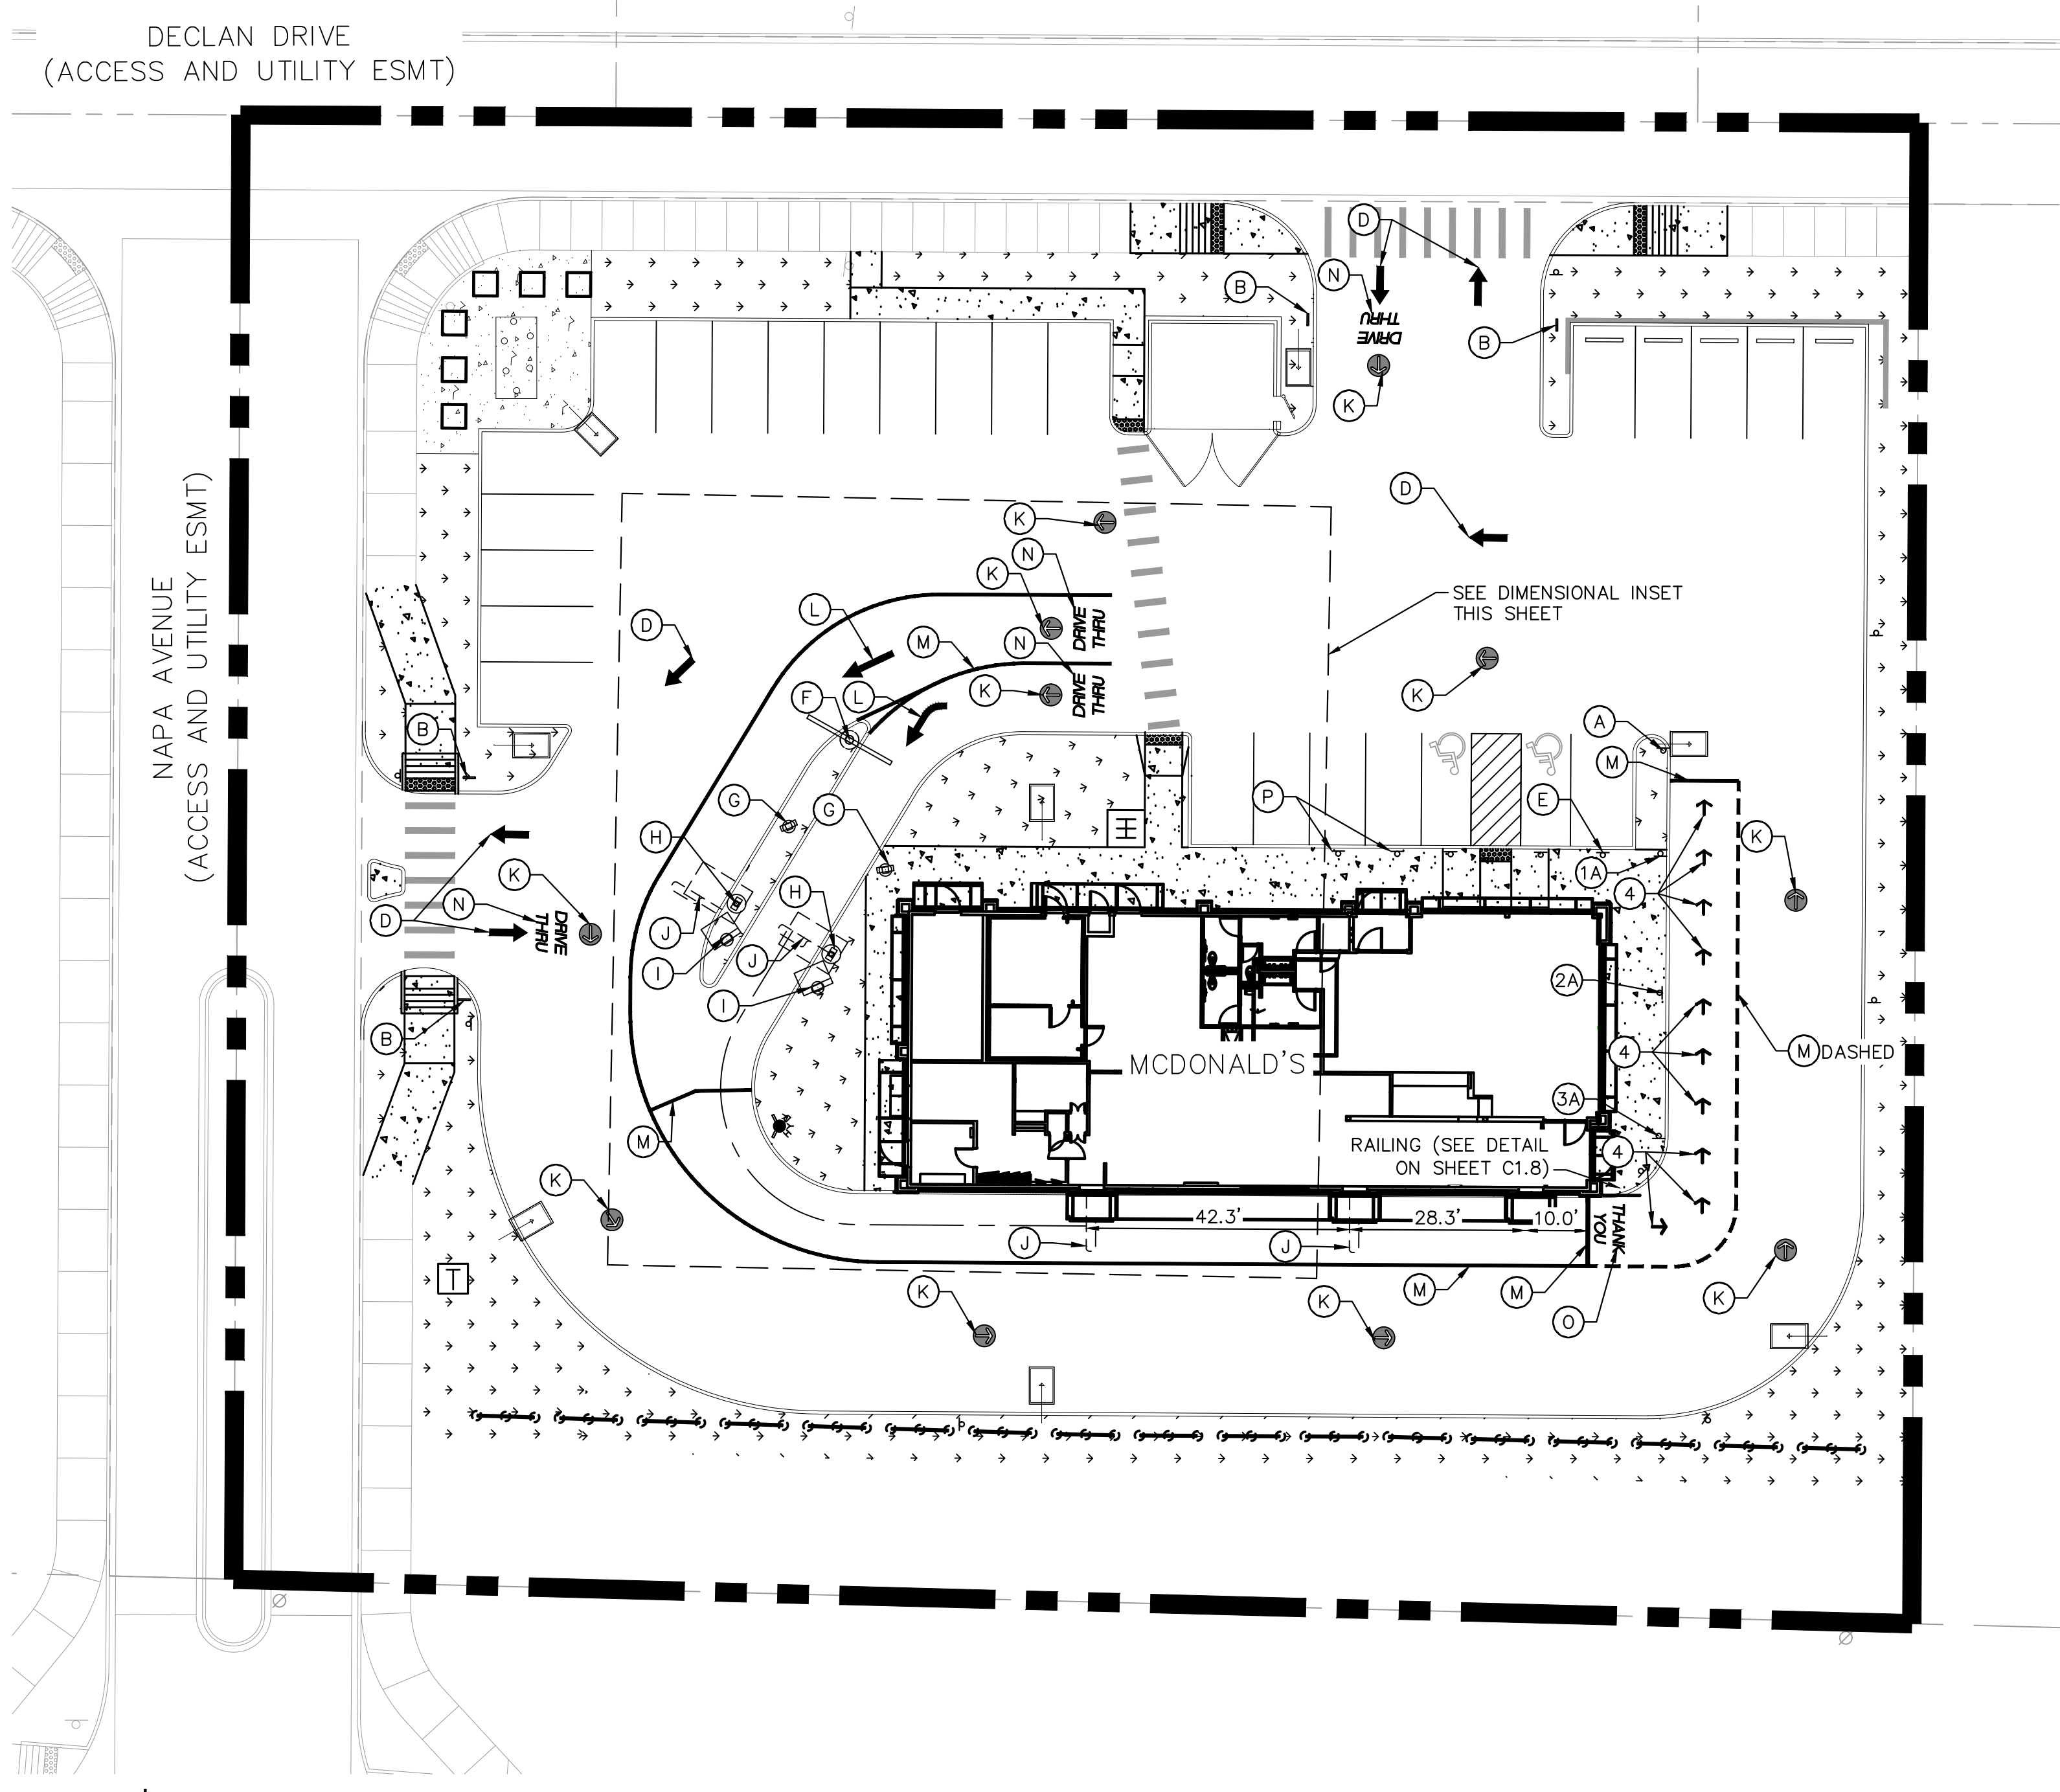 DECLAN DRIVE
(ACCESS AND UTILITY ESMT)
D
N
B
DRIVE
THRU
B
K
NAPA AVENUE
(ACCESS AND UTILITY ESMT)
D
K
N
K
SEE DIMENSIONAL INSET
THIS SHEET
L
D
DRIVE
THRU
M
N
K
F
L
K
DRIVE
THRU
A
B
M
G
G
P
E
H
K
K
1A
H
4
N
D
DRIVE
THRU
J
J
I
2A
I
B
MCDONALD'S
4
M DASHED
3A
M
RAILING (SEE DETAIL
ON SHEET C1.8)
4
K
42.3'
28.3'
10.0'
THANK
YOU
J
J
T
K
K
M
M
K
O